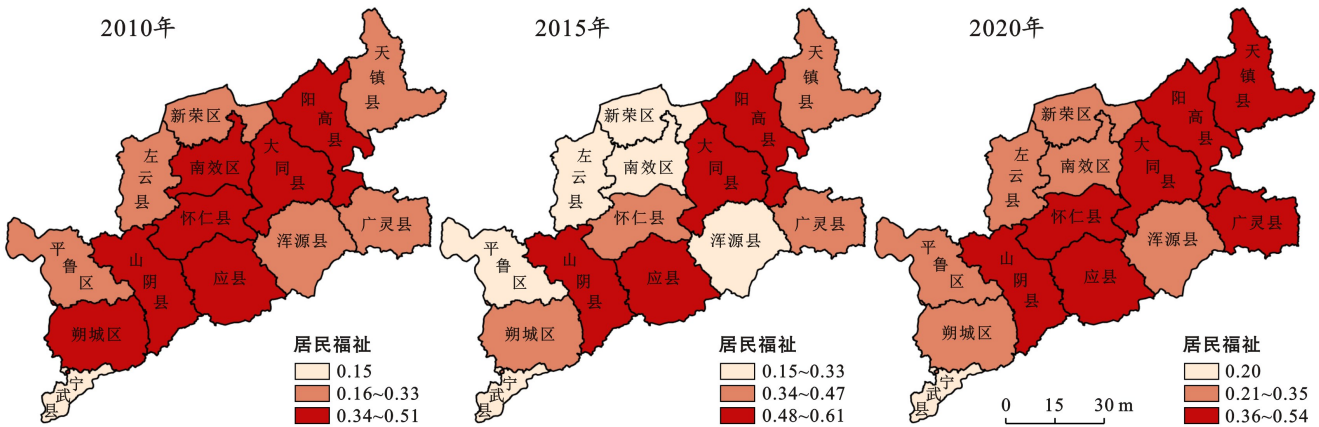 2010年
天镇县
阳高县
新荣区
大同县
左云县
南效区
怀仁县
广灵县
浑源县
平鲁区
山阴县
应县
朔城区
宁武县
居民福祉
0.15
0.16~0.33
0.34~0.51
2015年
天镇县
阳高县
新荣区
大同县
左云县
南效区
怀仁县
广灵县
浑源县
平鲁区
山阴县
应县
朔城区
宁武县
居民福祉
0.15~0.33
0.34~0.47
0.48~0.61
2020年
天镇县
阳高县
新荣区
大同县
左云县
南效区
怀仁县
广灵县
浑源县
平鲁区
山阴县
应县
朔城区
宁武县
居民福祉
0.20
0.21~0.35
0.36~0.54
0 15 30 m